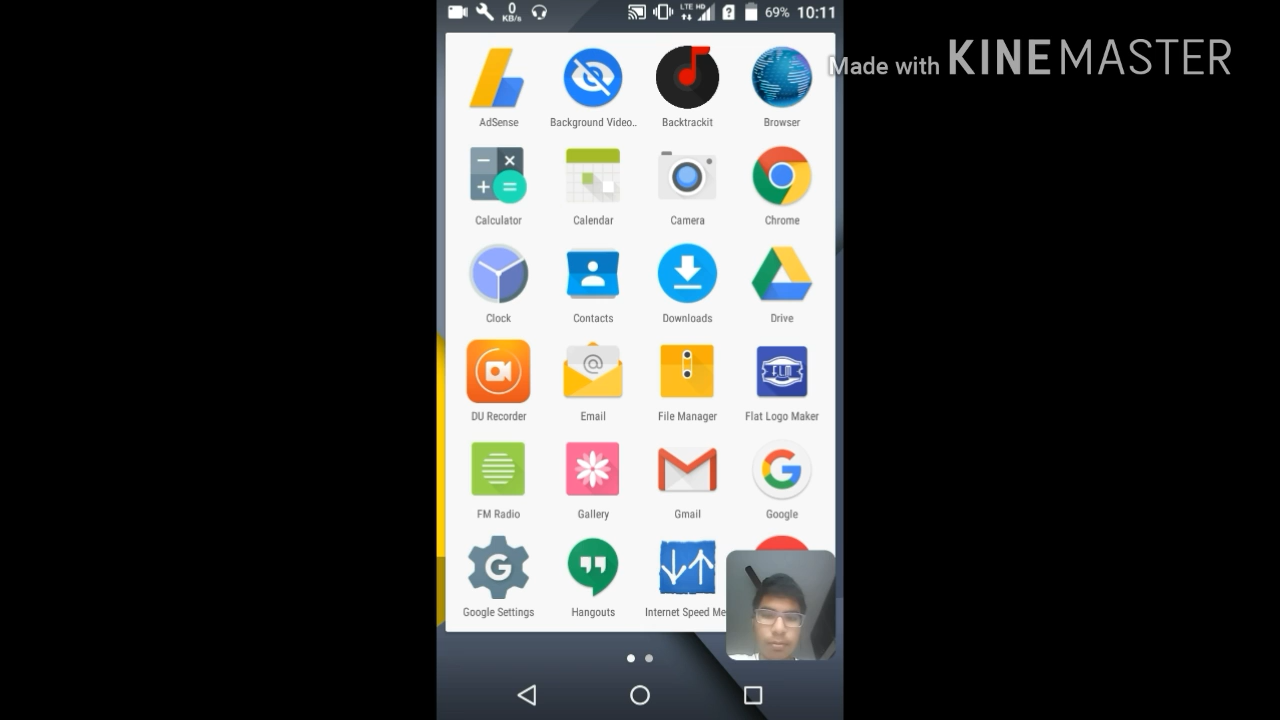 0
KB/s
LTE HD
69% 10:11
Made with KINEMASTER
AdSense
Background Video..
Backtrackit
Browser
Calculator
Calendar
Camera
Chrome
Clock
Contacts
Downloads
Drive
DU Recorder
Email
File Manager
FLM
Flat Logo Maker
FM Radio
Gallery
Gmail
Google
Google Settings
Hangouts
Internet Speed Me